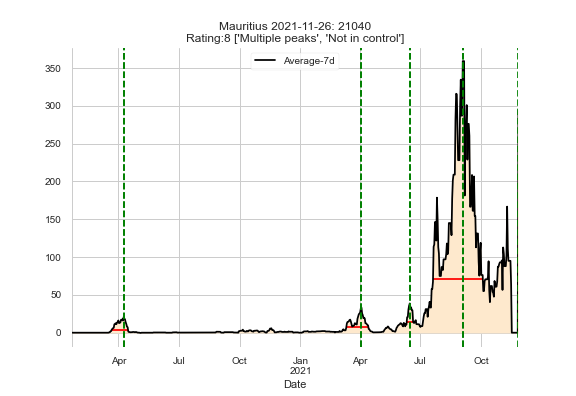 Mauritius 2021-11-26: 21040
Rating:8 ['Multiple peaks', 'Not in control']
Average-7d
350
300
250
200
150
100
50
0
Apr Jul Oct Jan Apr Jul Oct
2021
Date